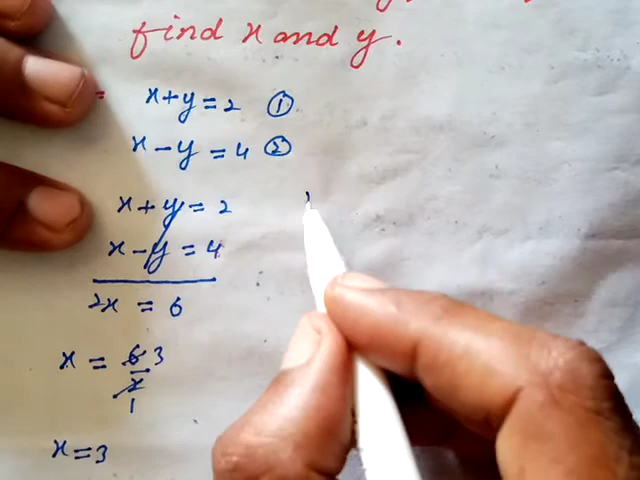 find x and y.
= x+y=2 ①
x-y=4 ②
x+y=2
x-y=4
2x=6
x=6/2 3
1
x=3